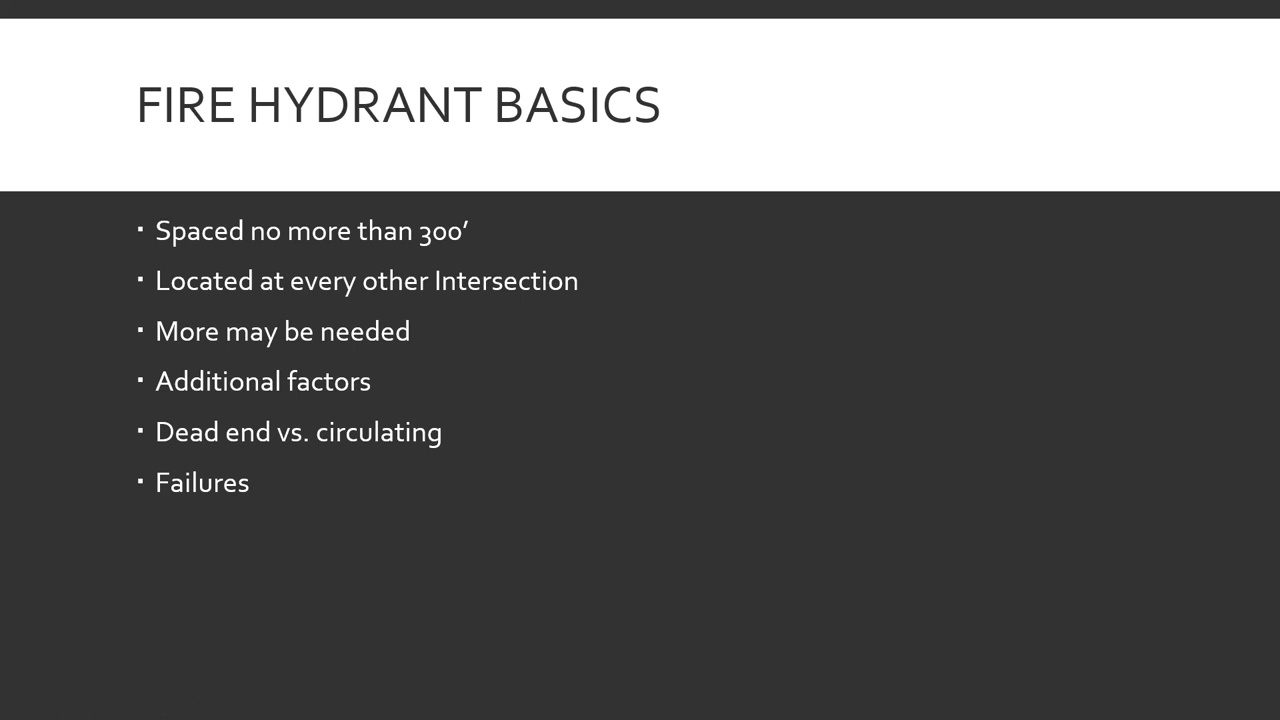 FIRE HYDRANT BASICS
▪ Spaced no more than 300’
▪ Located at every other Intersection
▪ More may be needed
▪ Additional factors
▪ Dead end vs. circulating
▪ Failures